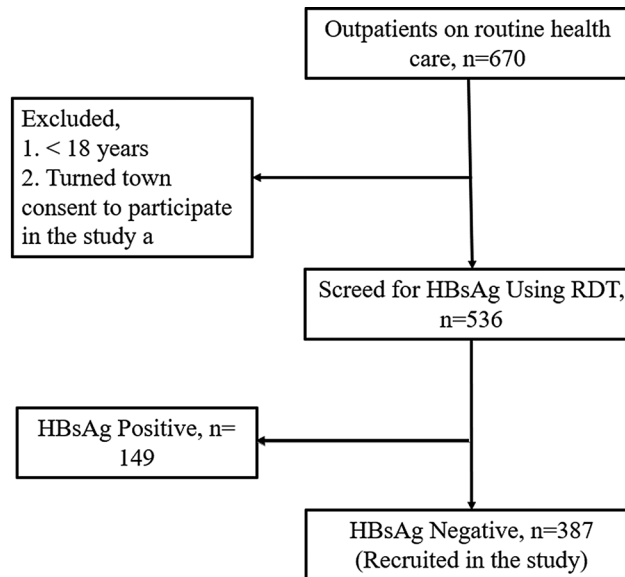 Outpatients on routine health
care, n=670
Excluded,
1. < 18 years
2. Turned town
consent to participate
in the study a
Screed for HBsAg Using RDT,
n=536
HBsAg Positive, n=
149
HBsAg Negative, n=387
(Recruited in the study)